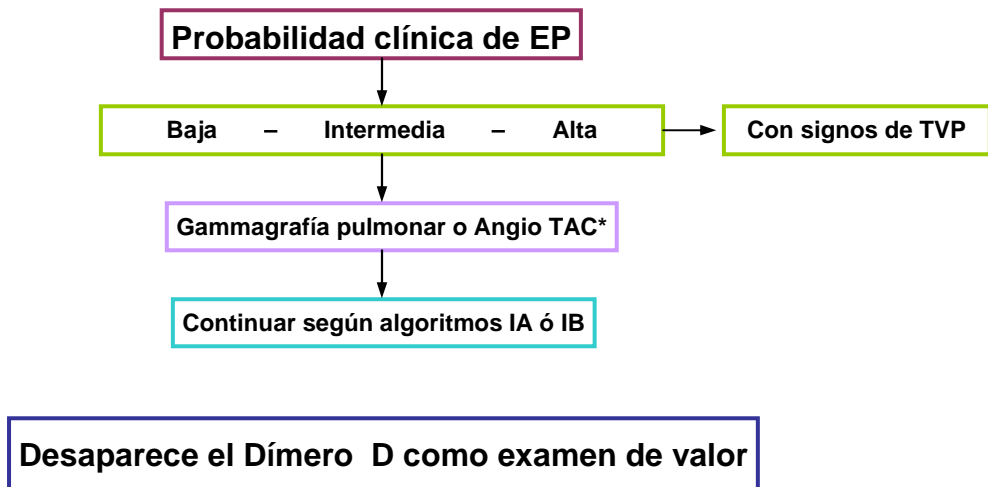 Probabilidad clínica de EP
Baja – Intermedia – Alta
Con signos de TVP
Gammagrafía pulmonar o Angio TAC*
Continuar según algoritmos IA ó IB
Desaparece el Dímero D como examen de valor